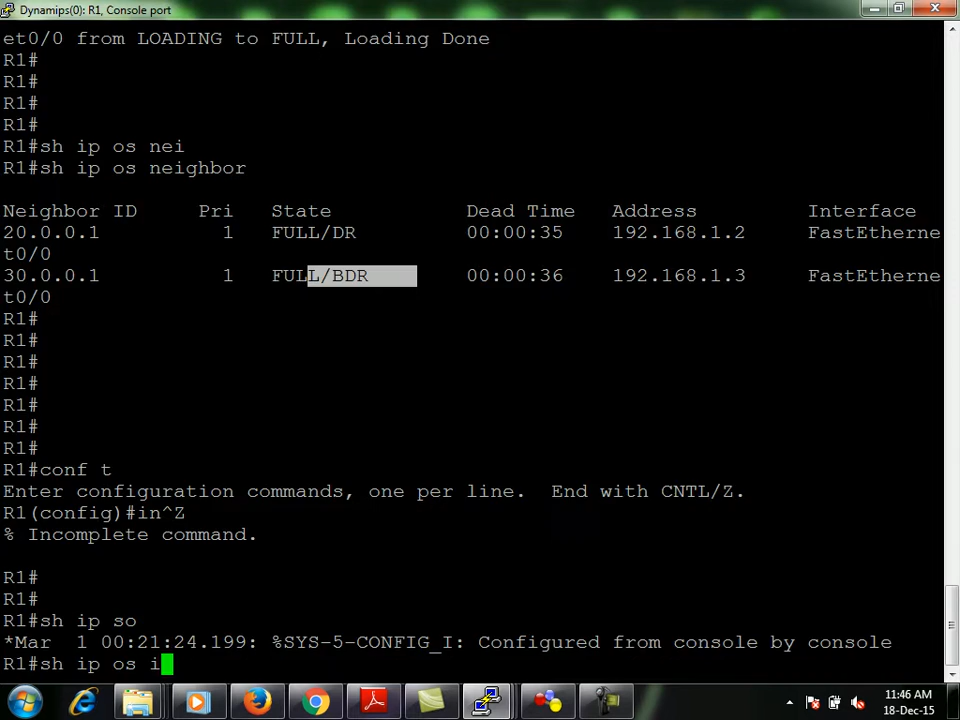 Dynamips(0): R1, Console port
et0/0 from LOADING to FULL, Loading Done
R1#
R1#
R1#
R1#
R1#sh ip os nei
R1#sh ip os neighbor
Neighbor ID Pri State Dead Time Address Interface
20.0.0.1 1 FULL/DR 00:00:35 192.168.1.2 FastEtherne
t0/0
30.0.0.1 1 FULL/BDR 00:00:36 192.168.1.3 FastEtherne
t0/0
R1#
R1#
R1#
R1#
R1#
R1#
R1#
R1#conf t
Enter configuration commands, one per line. End with CNTL/Z.
R1(config)#in^Z
% Incomplete command.
R1#
R1#
R1#sh ip so
*Mar 1 00:21:24.199: %SYS-5-CONFIG_I: Configured from console by console
R1#sh ip os i
11:46 AM
18-Dec-15